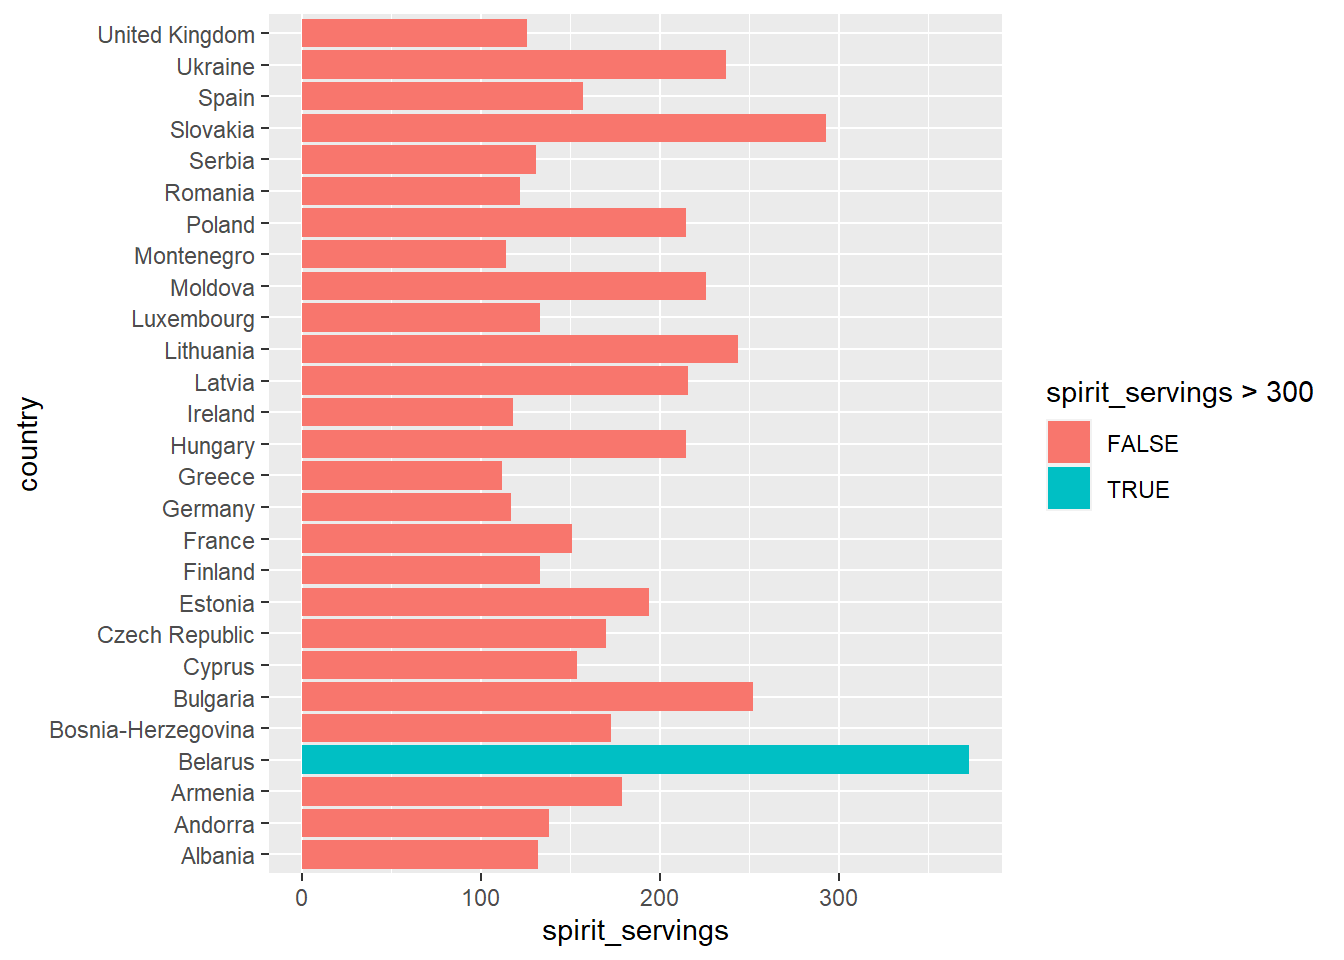 United Kingdom
Ukraine
Spain
Slovakia
Serbia
Romania
Poland
Montenegro
Moldova
Luxembourg
Lithuania
Latvia
Ireland
Hungary
Greece
Germany
France
Finland
Estonia
Czech Republic
Cyprus
Bulgaria
Bosnia-Herzegovina
Belarus
Armenia
Andorra
Albania
country
0 100 200 300
spirit_servings
spirit_servings > 300
FALSE
TRUE